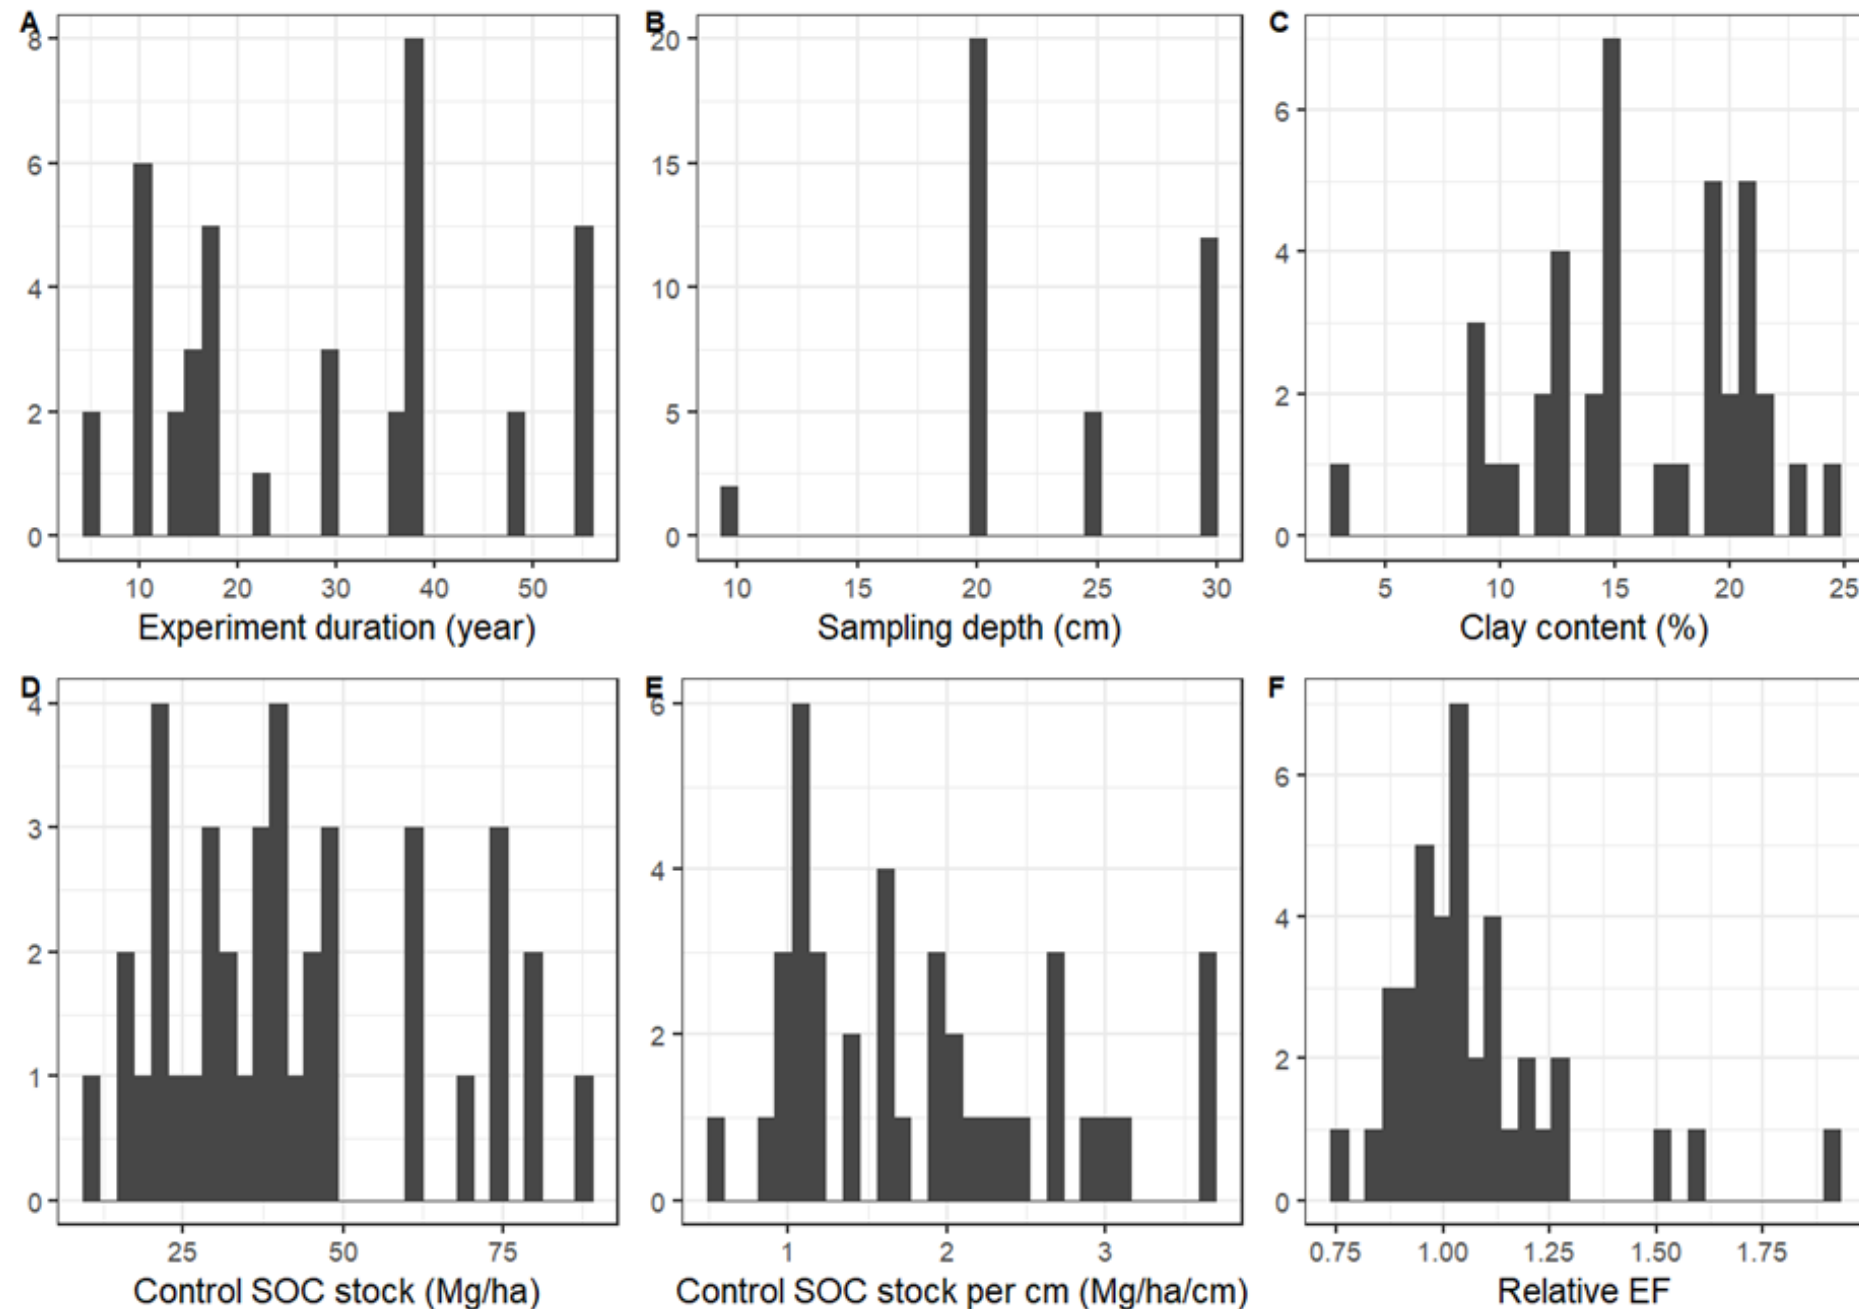 A
8
6
4
2
0
10 20 30 40 50
Experiment duration (year)
B
20
15
10
5
0
10 15 20 25 30
Sampling depth (cm)
C
6
4
2
0
5 10 15 20 25
Clay content (%)
D
4
3
2
1
0
25 50 75
Control SOC stock (Mg/ha)
E
6
4
2
0
1 2 3
Control SOC stock per cm (Mg/ha/cm)
F
6
4
2
0
0.75 1.00 1.25 1.50 1.75
Relative EF